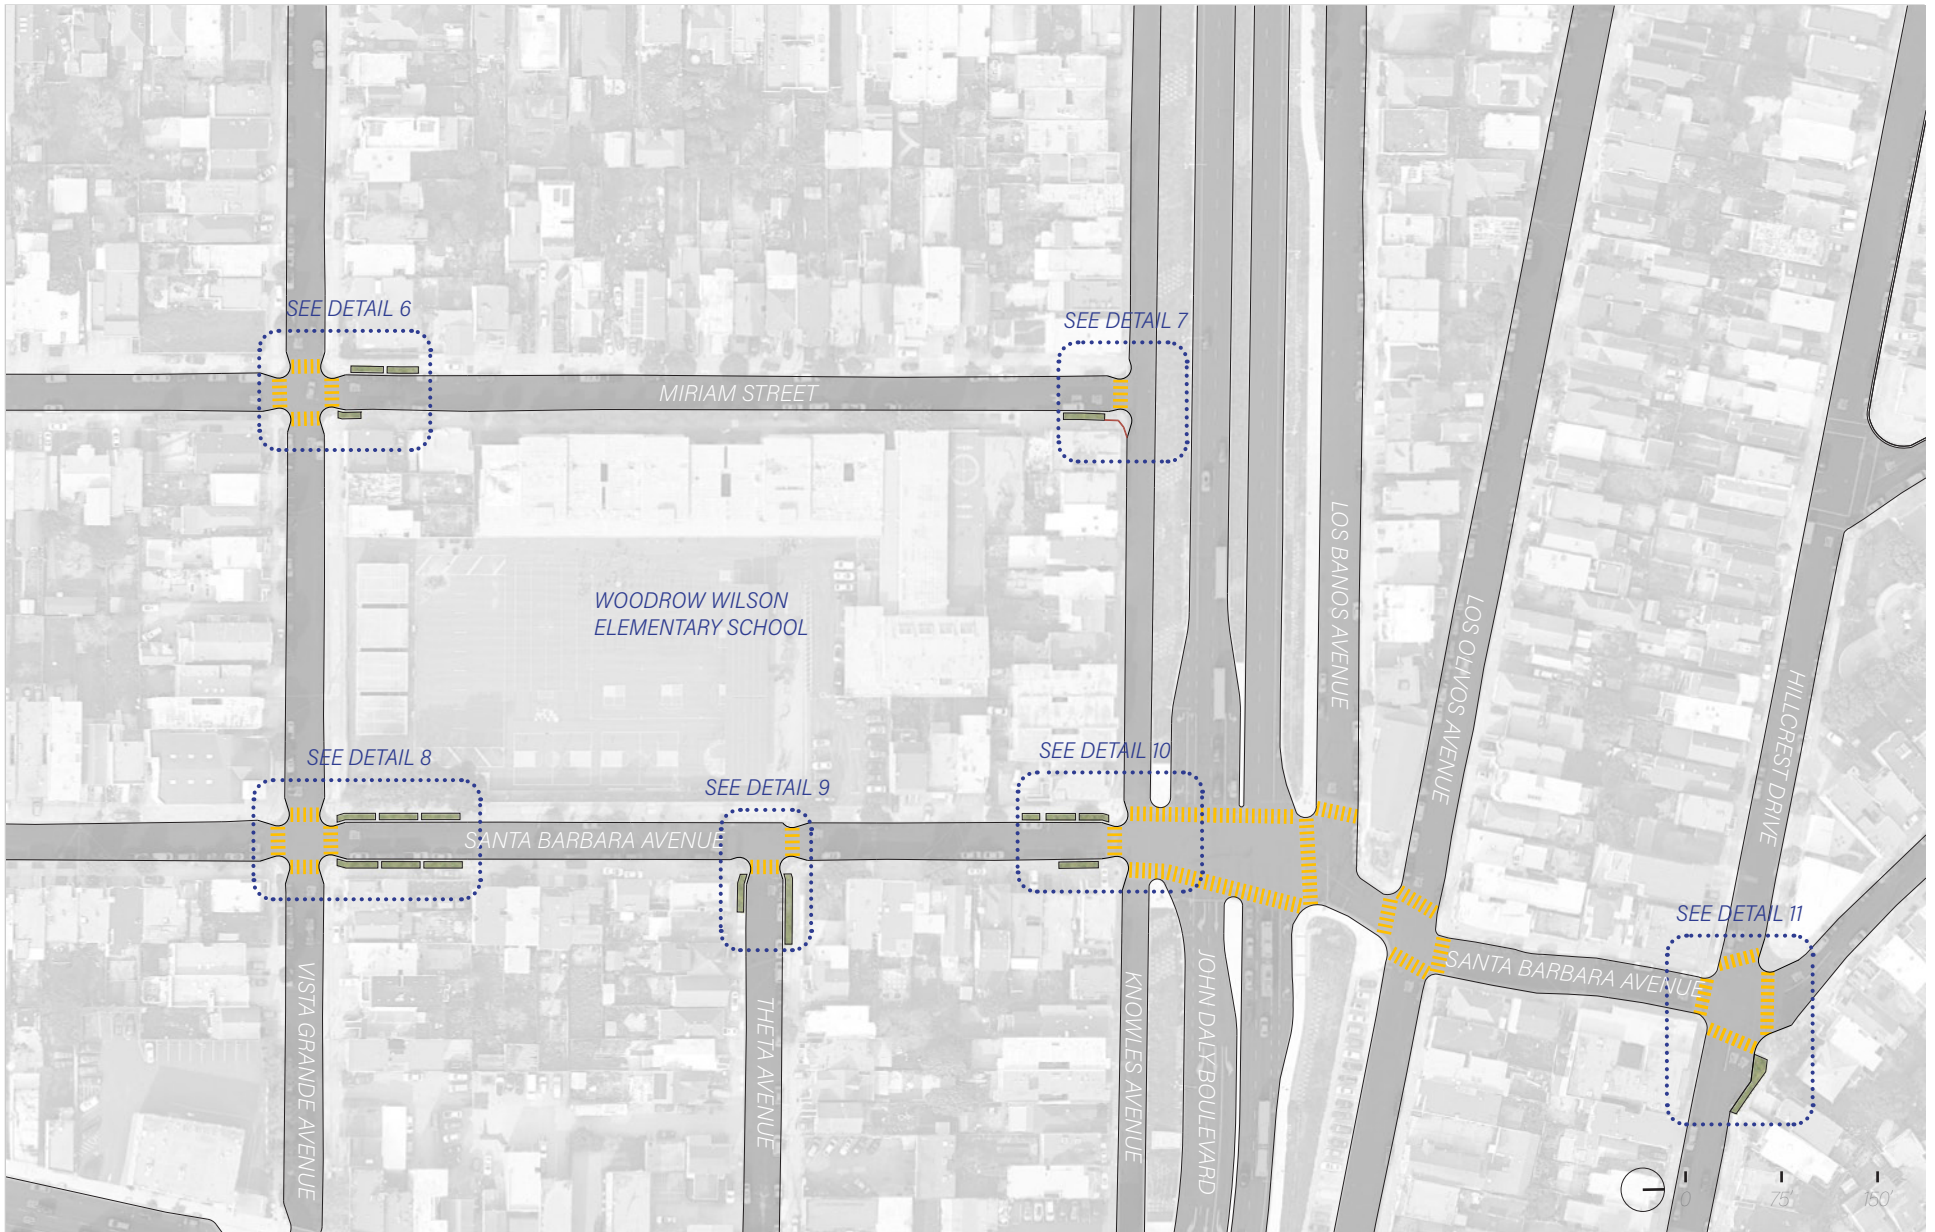 SEE DETAIL 6
SEE DETAIL 7
MIRIAM STREET
LOS BANOS AVENUE
WOODROW WILSON
ELEMENTARY SCHOOL
LOS OLIVOS AVENUE
HILLCREST DRIVE
SEE DETAIL 8
SEE DETAIL 9
SEE DETAIL 10
SANTA BARBARA AVENUE
SEE DETAIL 11
SANTA BARBARA AVENUE
VISTA GRANDE AVENUE
THETA AVENUE
KNOWLES AVENUE
JOHN DALY BOULEVARD
0 75' 150'